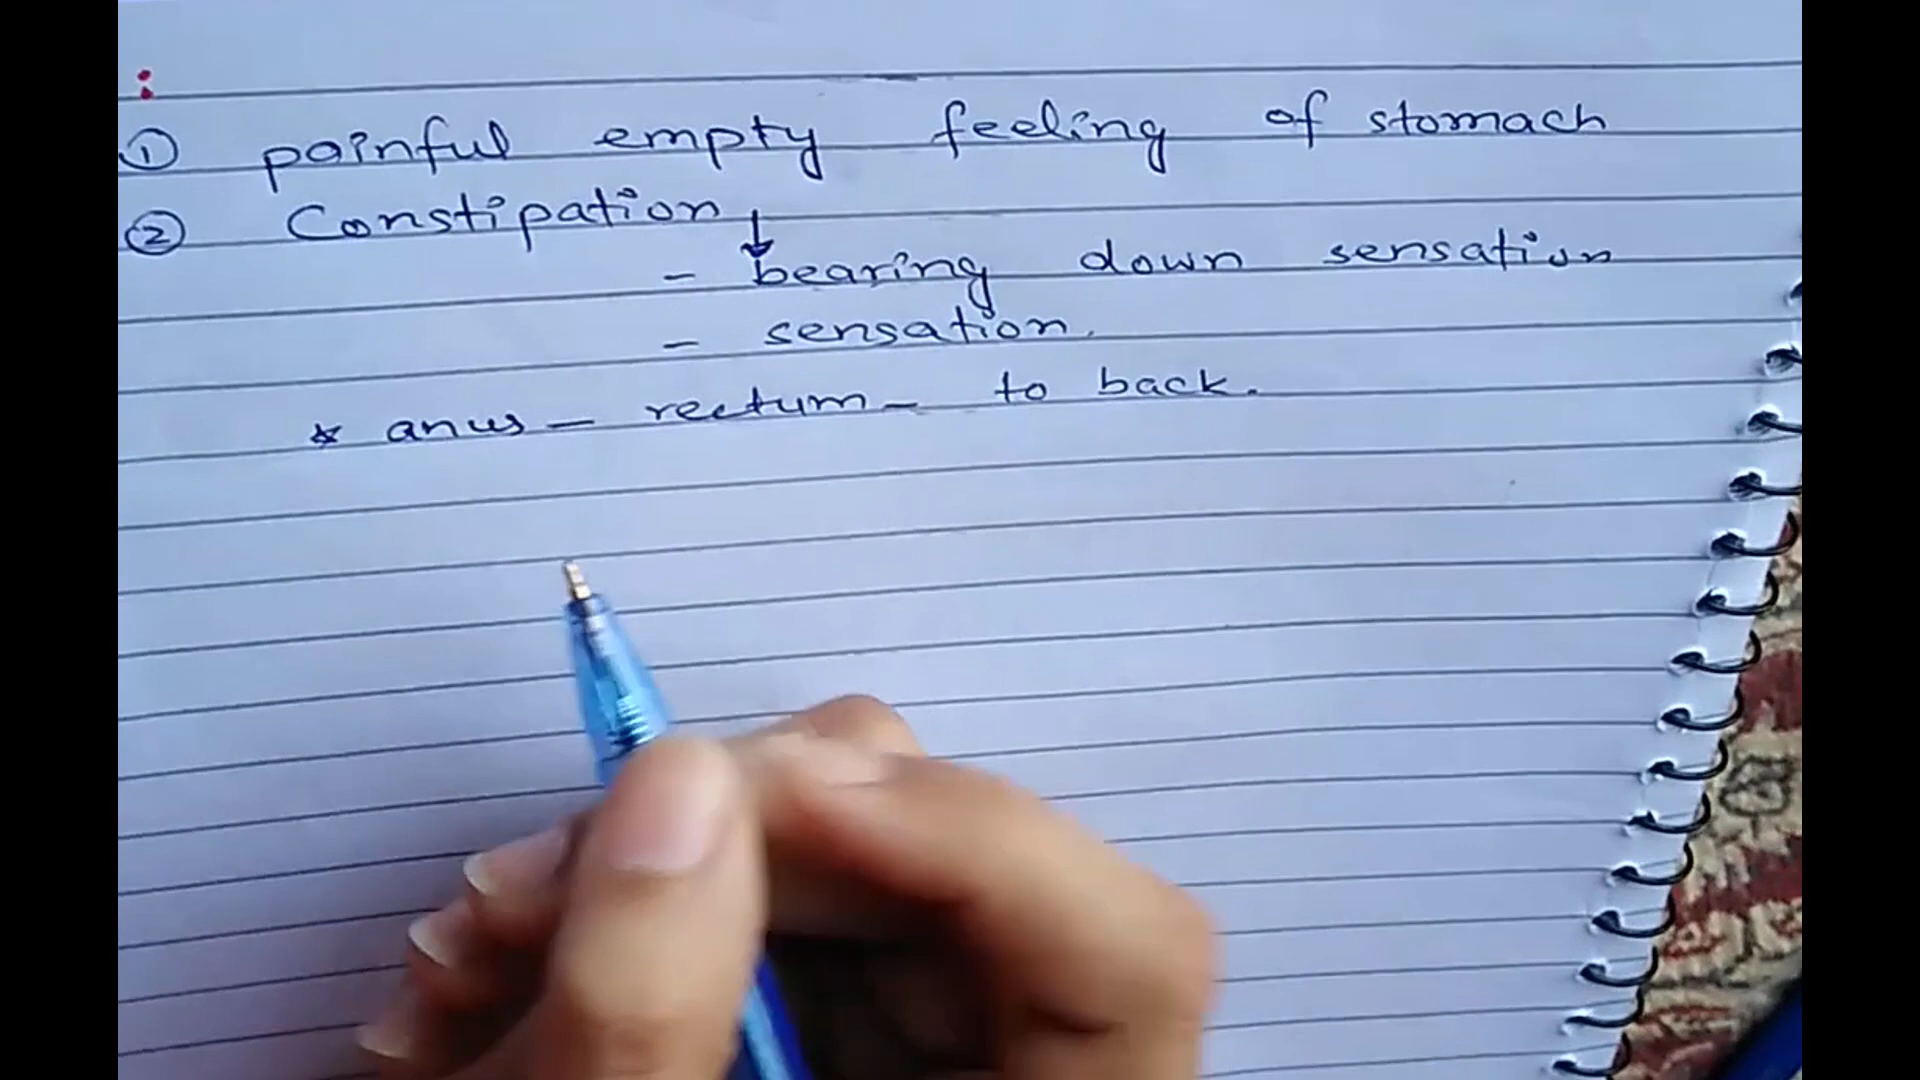 :
① painful empty feeling of stomach
② Constipation ↓
- bearing down sensation
- sensation.
* anus - rectum - to back.